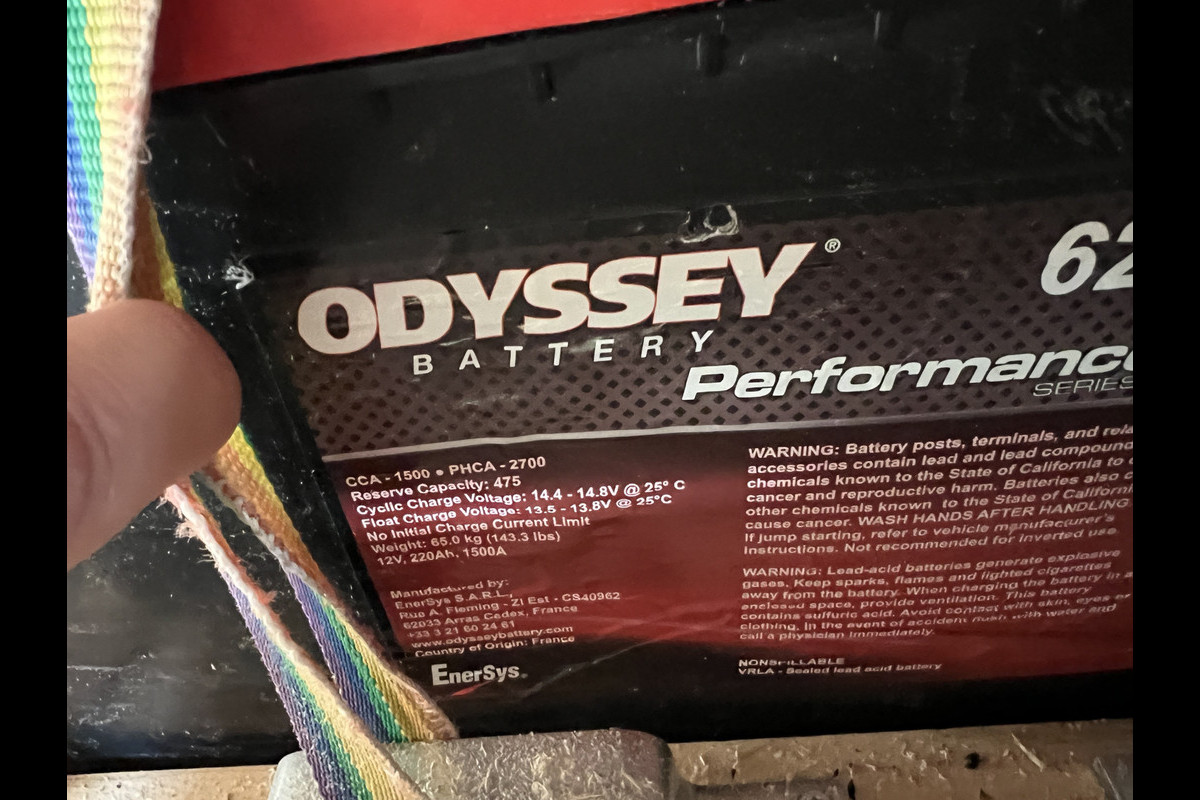 ODYSSEY®
BATTERY
62
Performance
SERIES
CCA - 1500 • PHCA - 2700
Reserve Capacity: 475
Cyclic Charge Voltage: 14.4 - 14.8V @ 25° C
Float Charge Voltage: 13.5 - 13.8V @ 25°C
No Initial Charge Current Limit
Weight: 65.0 kg (143.3 lbs)
12V, 220Ah, 1500A
Manufactured by:
EnerSys S.A.R.L.,
Rue A. Fleming - ZI Est - CS40962
62033 Arras Cedex, France
+33 3 21 60 24 61
www.odysseybattery.com
Country of Origin: France
EnerSys®
WARNING: Battery posts, terminals, and
accessories contain lead and lead
chemicals known to the State of California to
cancer and reproductive harm. Batteries also
other chemicals known to the State of
cause cancer. WASH HANDS AFTER HANDLING
If jump starting, refer to vehicle manufacturer's
instructions. Not recommended for inverted use.
WARNING: Lead-acid batteries generate explosive
gases. Keep sparks, flames and lighted cigarettes
away from the battery. When charging the battery in
enclosed space, provide ventilation. This battery
contains sulfuric acid. Avoid contact with skin, eyes or
clothing. In the event of accident flush with water and
call a physician immediately.
NONSPILLABLE
VRLA - Sealed lead acid battery